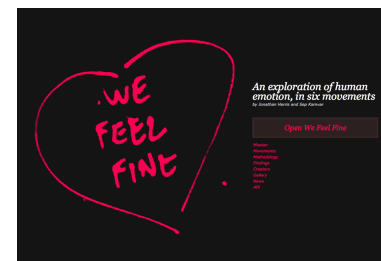 WE
FEEL
FINE
An exploration of human
emotion, in six movements
by Jonathan Harris and Sep Kamvar
Open We Feel Fine
Mission
Movements
Methodology
Findings
Creators
Gallery
News
API